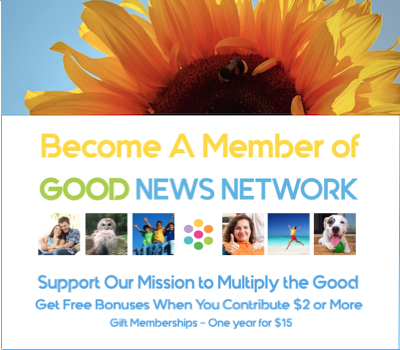 Become A Member of
GOOD NEWS NETWORK
Support Our Mission to Multiply the Good
Get Free Bonuses When You Contribute $2 or More
Gift Memberships – One year for $15